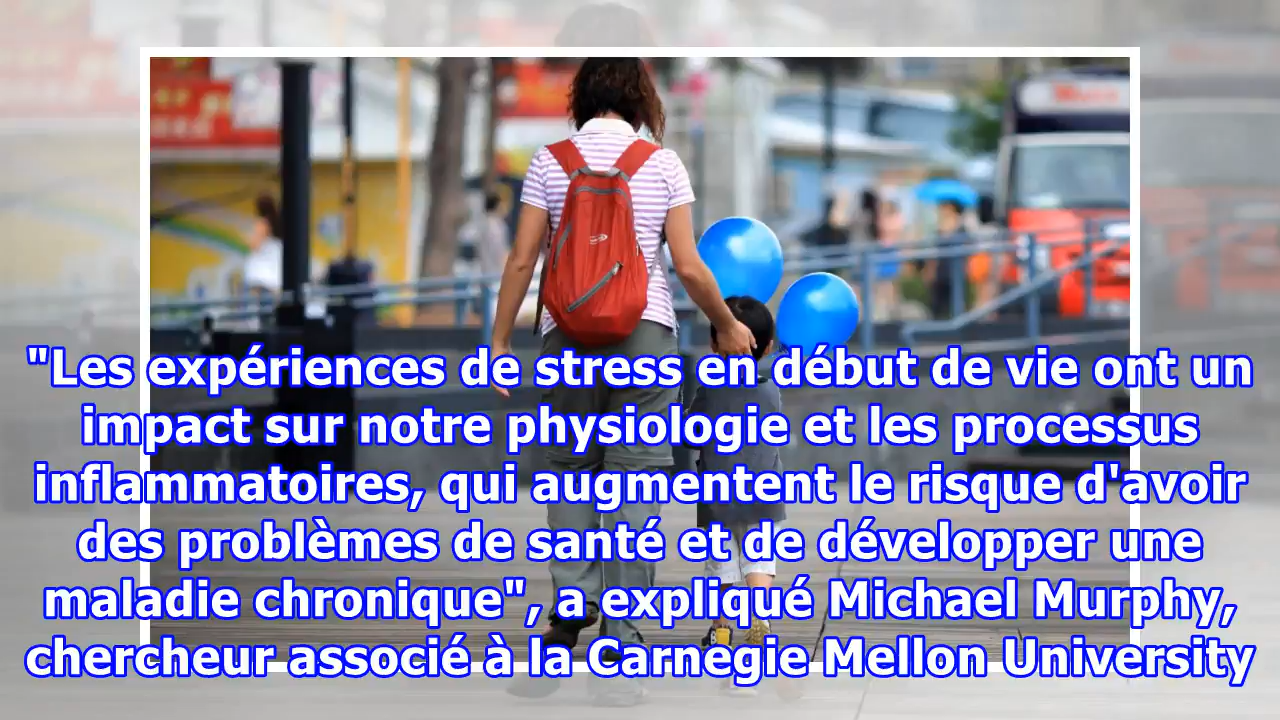 "Les expériences de stress en début de vie ont un
impact sur notre physiologie et les processus
inflammatoires, qui augmentent le risque d'avoir
des problèmes de santé et de développer une
maladie chronique", a expliqué Michael Murphy,
chercheur associé à la Carnegie Mellon University